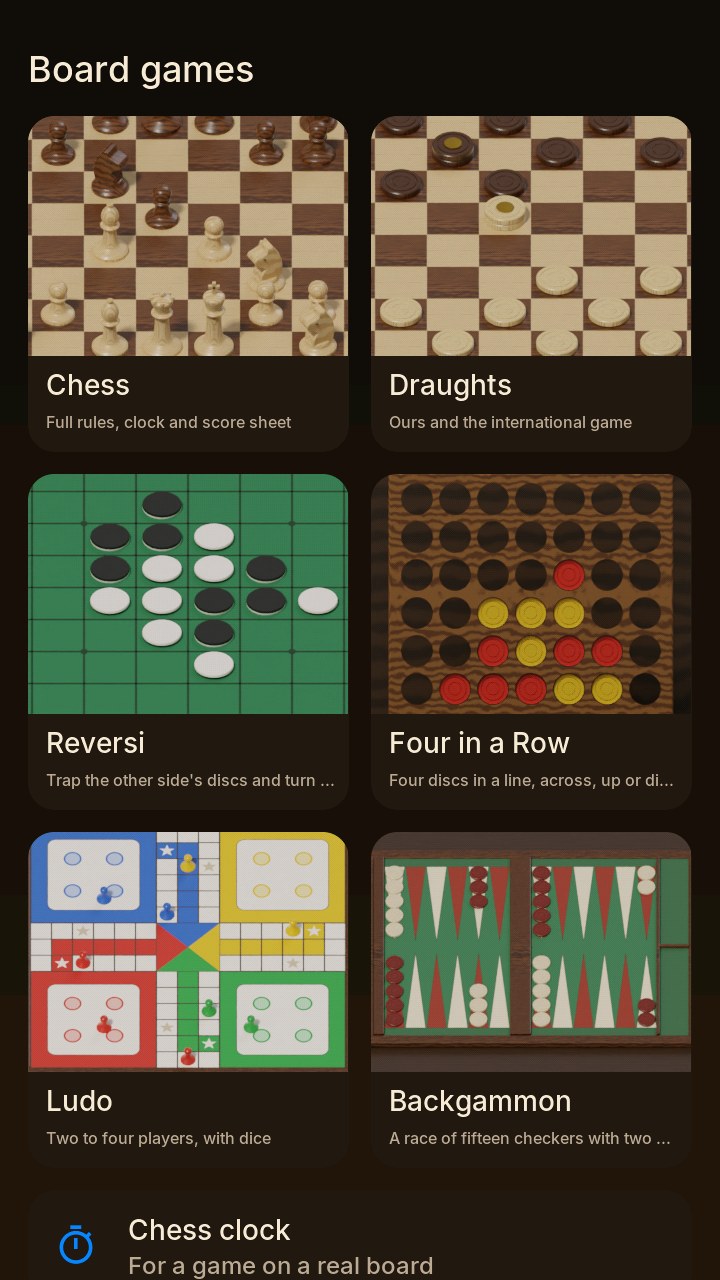 Board games
Chess
Full rules, clock and score sheet
Draughts
Ours and the international game
Reversi
Trap the other side's discs and turn ...
Four in a Row
Four discs in a line, across, up or di...
Ludo
Two to four players, with dice
Backgammon
A race of fifteen checkers with two ...
Chess clock
For a game on a real board